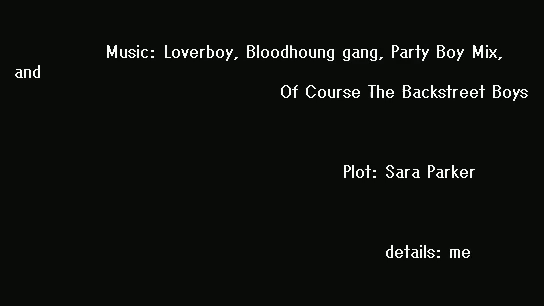 Music: Loverboy, Bloodhoung gang, Party Boy Mix,
and
Of Course The Backstreet Boys
Plot: Sara Parker
details: me